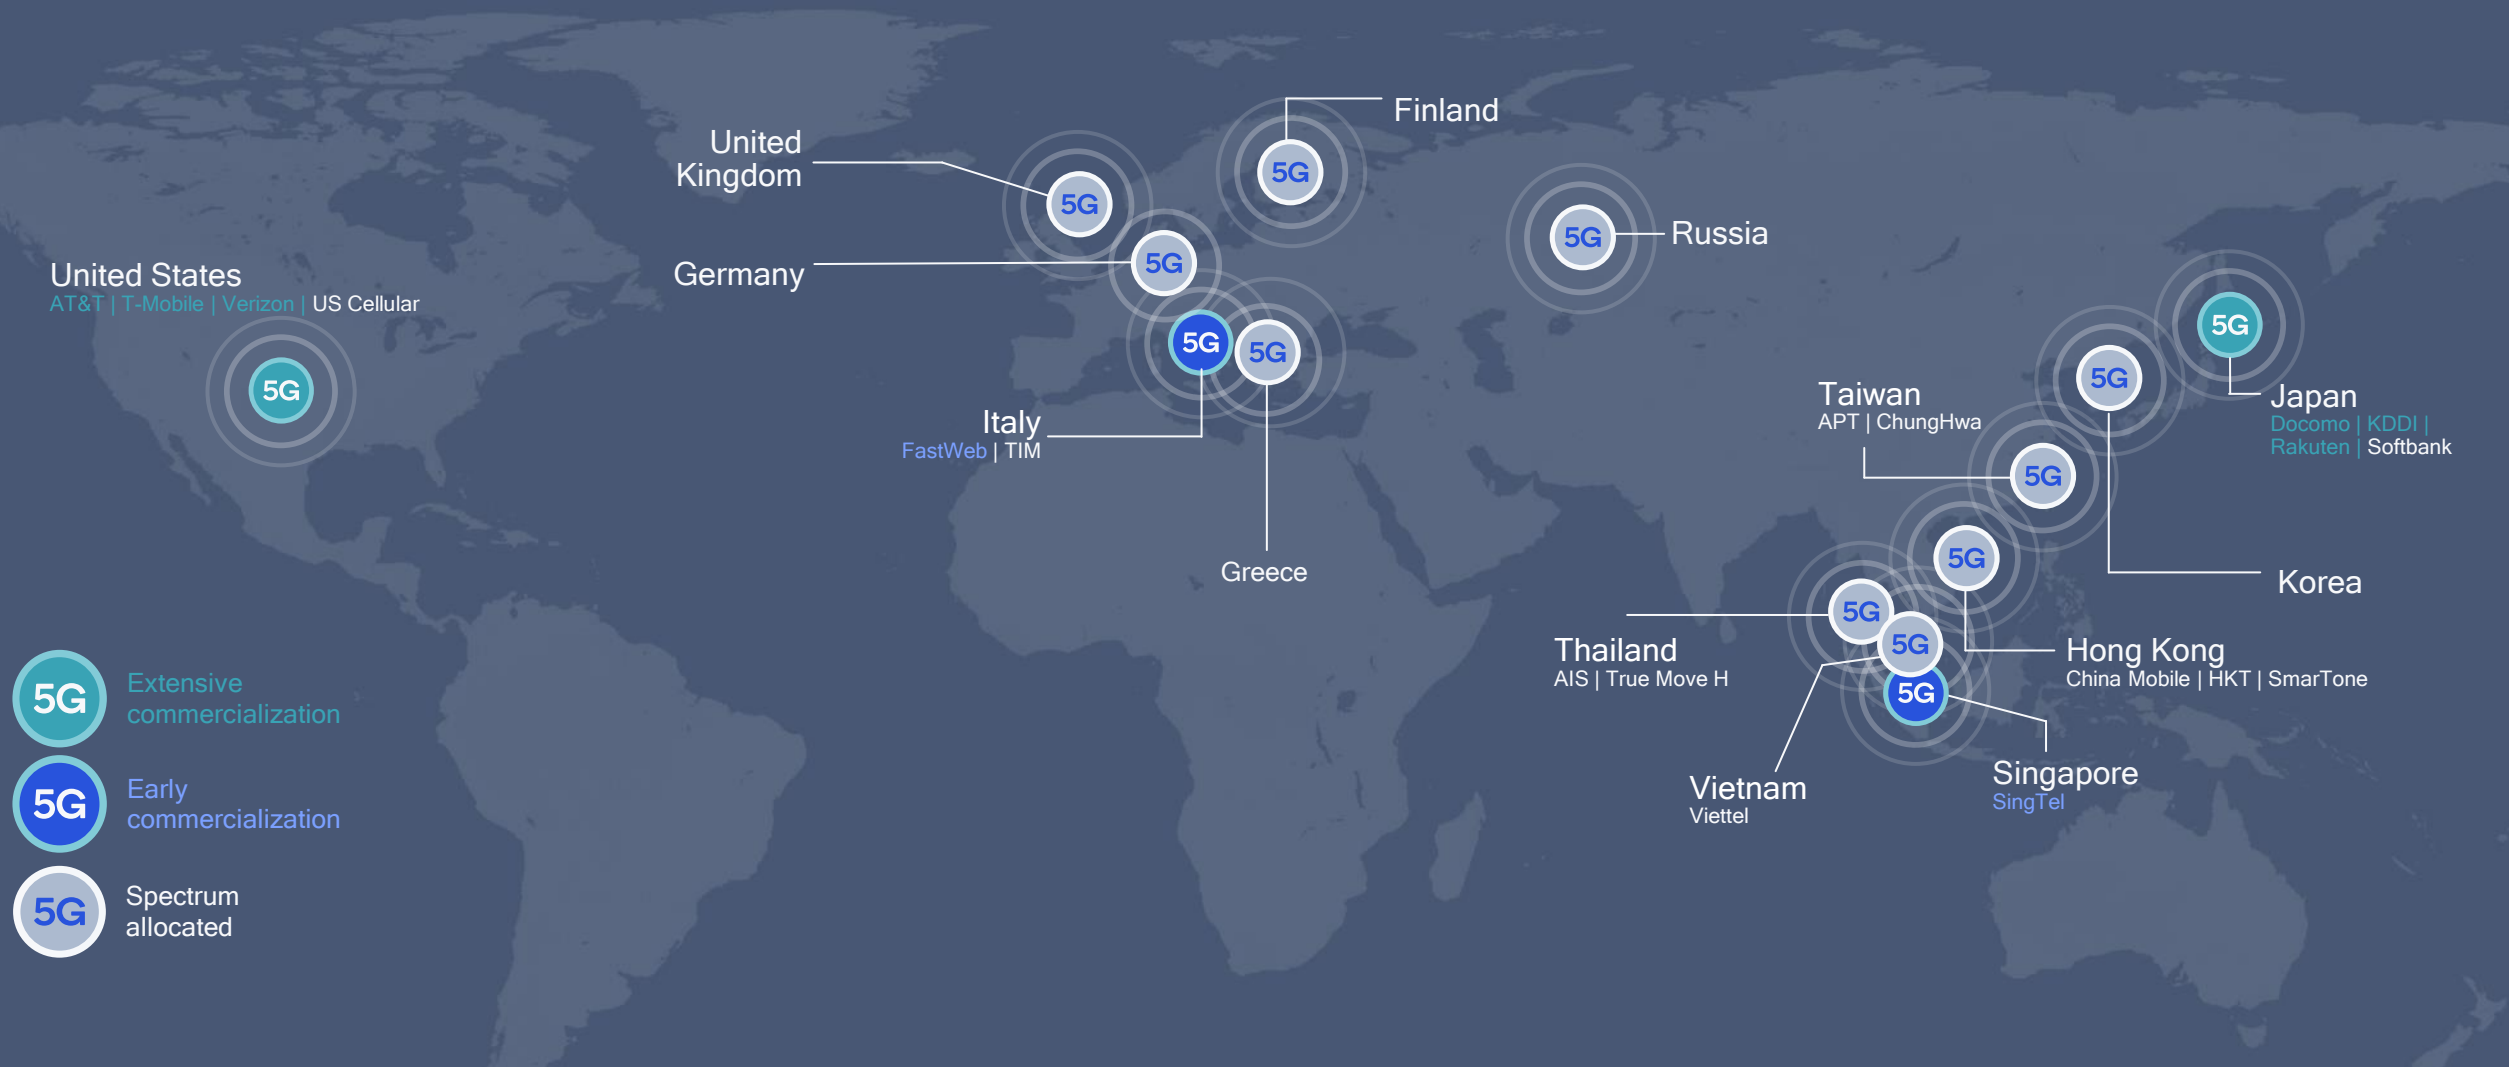 Finland
5G
United
Kingdom
5G
5G
Russia
Germany
5G
United States
AT&T | T-Mobile | Verizon | US Cellular
5G
5G
5G
5G
5G
5G
Taiwan
APT | ChungHwa
Japan
Docomo | KDDI |
Rakuten | Softbank
Italy
FastWeb | TIM
5G
5G
Greece
Korea
5G
5G
Thailand
AIS | True Move H
Hong Kong
China Mobile | HKT | SmarTone
5G
Vietnam
Viettel
Singapore
SingTel
5G
Extensive
commercialization
5G
Early
commercialization
5G
Spectrum
allocated